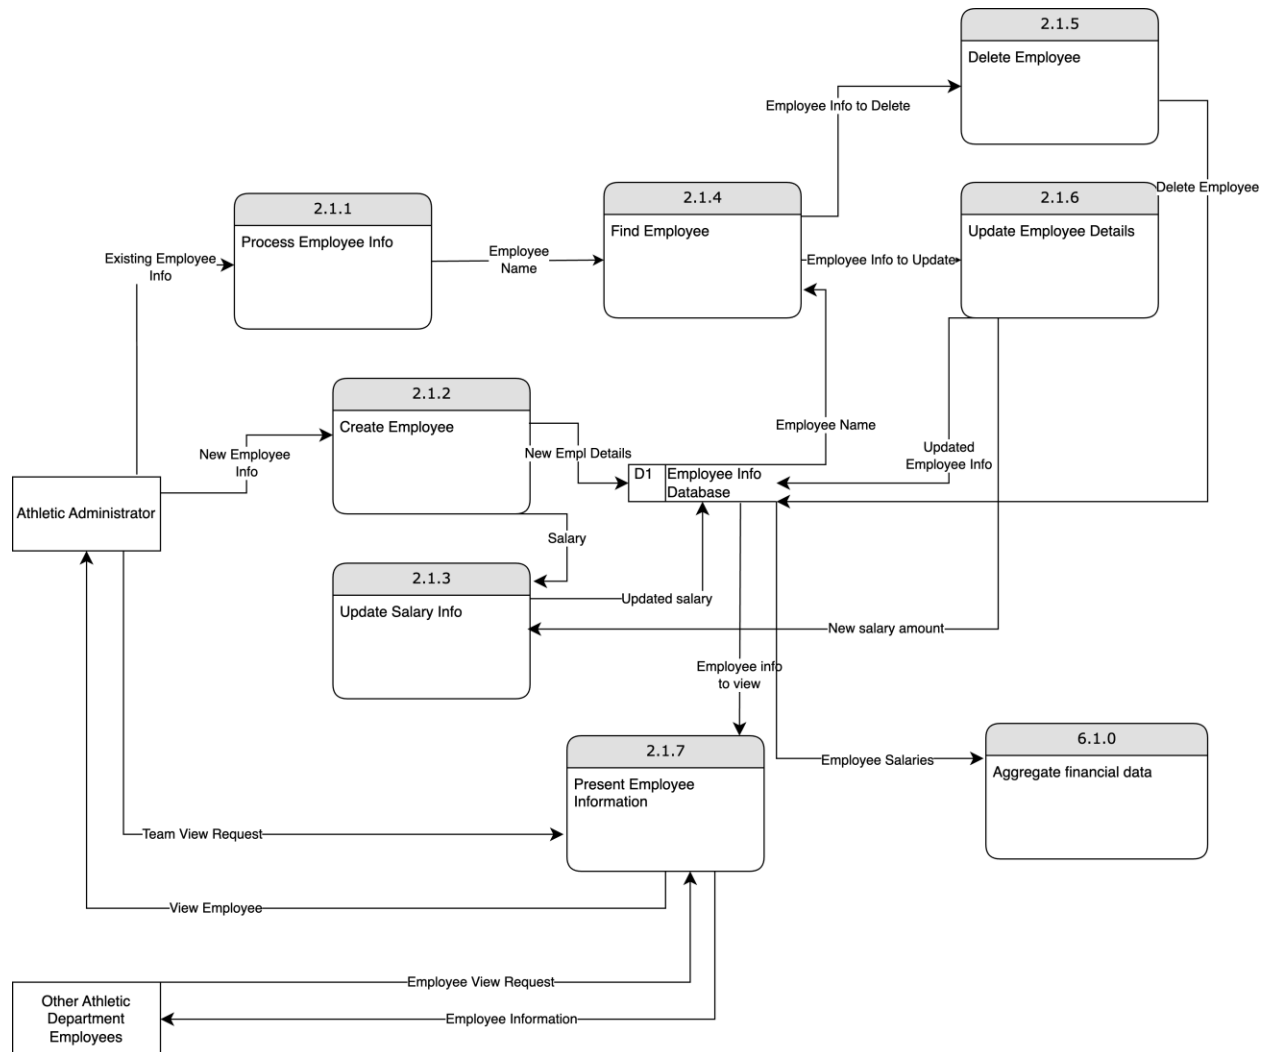 2.1.5
Delete Employee
Employee Info to Delete
2.1.1
Process Employee Info
2.1.4
Find Employee
2.1.6
Update Employee Details
Delete Employee
Existing Employee
Info
Employee
Name
Employee Info to Update
2.1.2
Create Employee
New Employee
Info
New Empl Details
Employee Name
Updated
Employee Info
D1
Employee Info
Database
Athletic Administrator
Salary
2.1.3
Update Salary Info
Updated salary
New salary amount
Employee info
to view
2.1.7
Present Employee
Information
Employee Salaries
6.1.0
Aggregate financial data
Team View Request
View Employee
Employee View Request
Other Athletic
Department
Employees
Employee Information